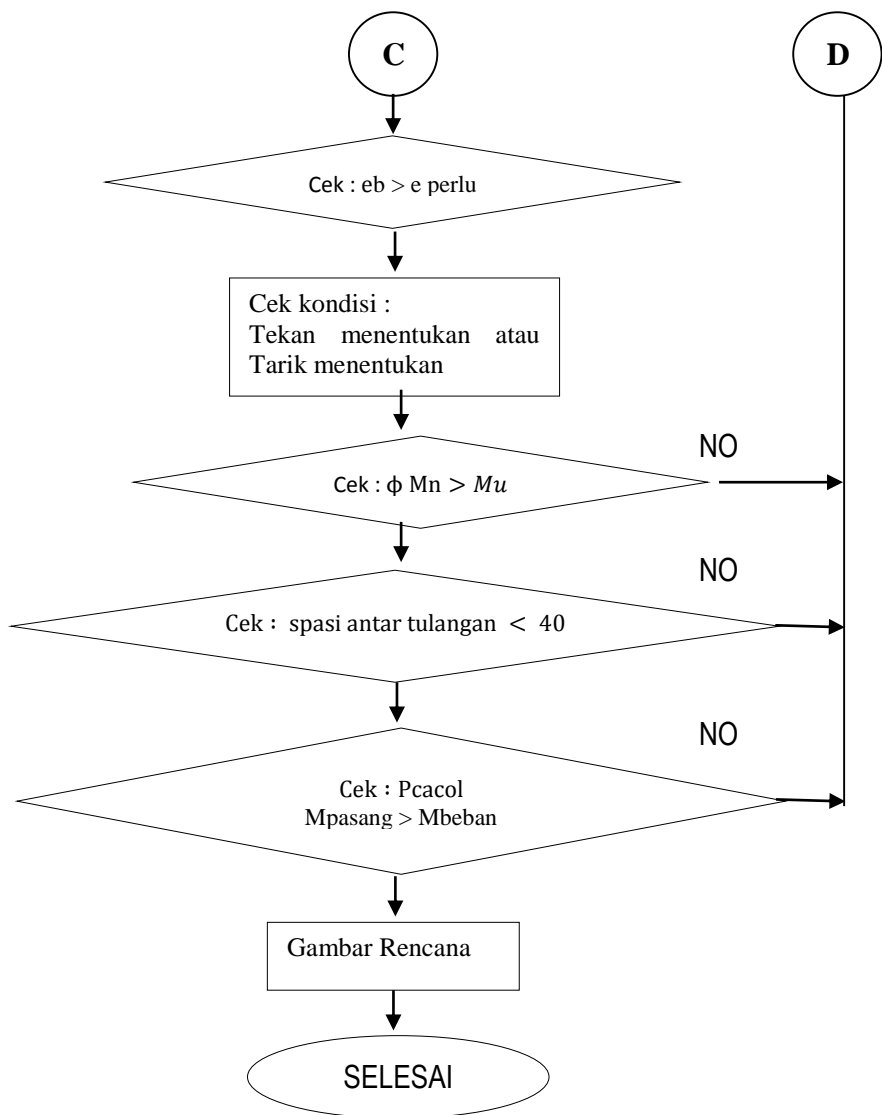 C
D
Cek : eb > e perlu
Cek kondisi :
Tekan menentukan atau
Tarik menentukan
NO
Cek : ϕ Mn > Mu
NO
Cek : spasi antar tulangan < 40
NO
Cek : Pcacol
Mpasang > Mbeban
Gambar Rencana
SELESAI